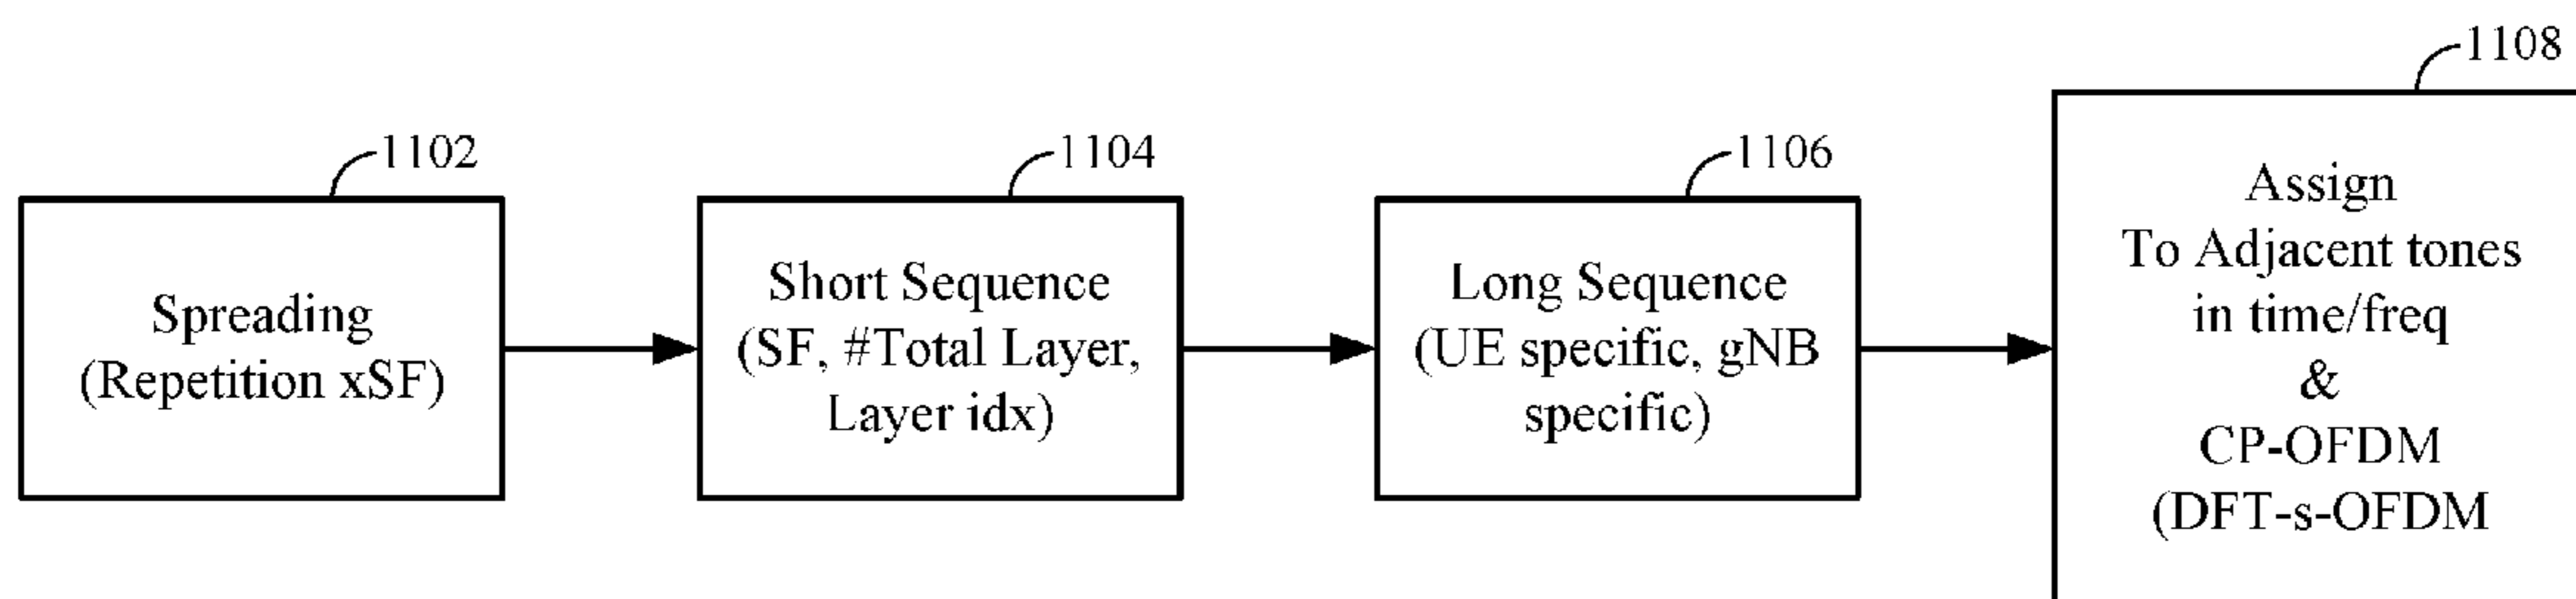 1102
Spreading
(Repetition xSF)
1104
Short Sequence
(SF, #Total Layer,
Layer idx)
1106
Long Sequence
(UE specific, gNB
specific)
1108
Assign
To Adjacent tones
in time/freq
&
CP-OFDM
(DFT-s-OFDM